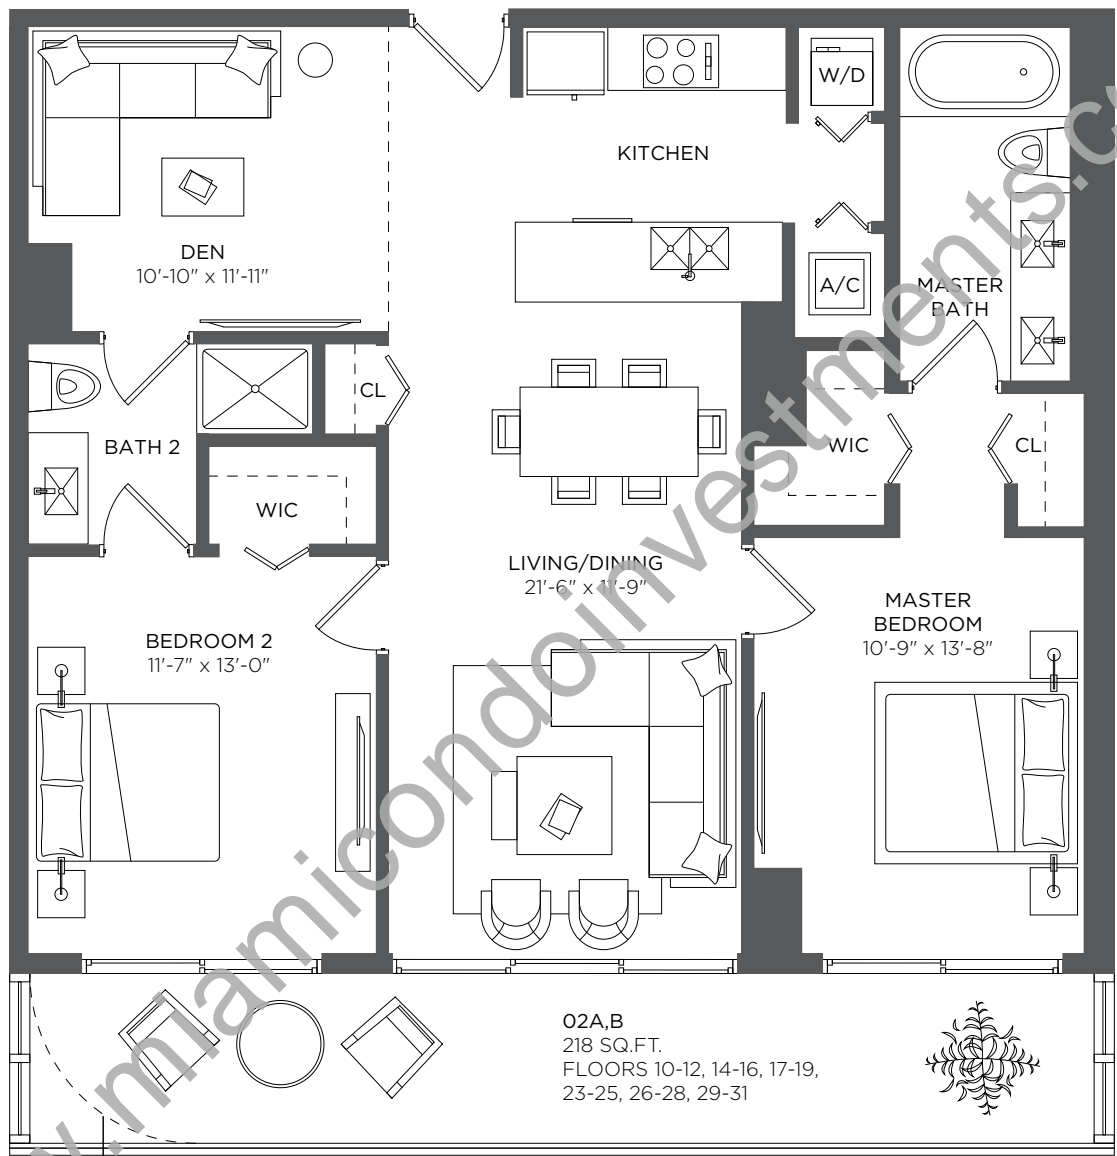 W/D
KITCHEN
DEN
10'-10" x 11'-11"
A/C
MASTER
BATH
CL
BATH 2
WIC
CL
WIC
LIVING/DINING
21'-6" x 11'-9"
MASTER
BEDROOM
10'-9" x 13'-8"
BEDROOM 2
11'-7" x 13'-0"
02A,B
218 SQ.FT.
FLOORS 10-12, 14-16, 17-19,
23-25, 26-28, 29-31
.miamicondoinvestments.c